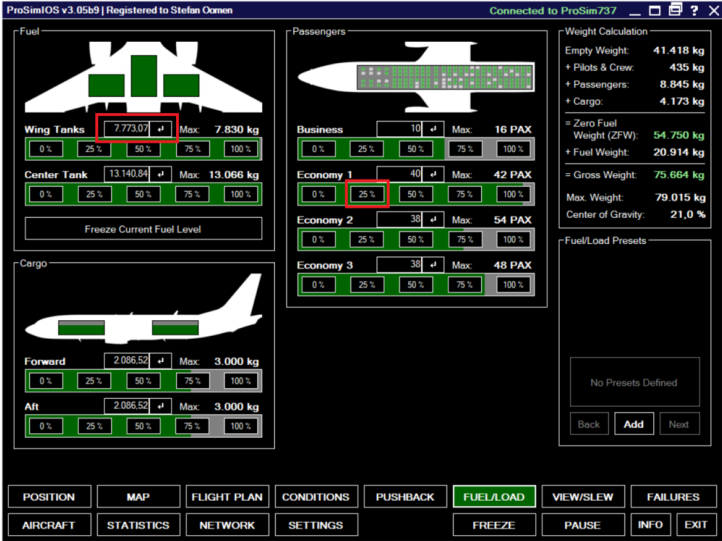 ProSimIOS v3.05b9 | Registered to Stefan Oomen
Connected to ProSim737 ?
Fuel
Wing Tanks 7.773,07 Max: 7.830 kg
0 % 25 % 50 % 75 % 100 %
Center Tank 13.140,84 Max: 13.066 kg
0 % 25 % 50 % 75 % 100 %
Freeze Current Fuel Level
Cargo
Forward 2.086,52 Max: 3.000 kg
0 % 25 % 50 % 75 % 100 %
Aft 2.086,52 Max: 3.000 kg
0 % 25 % 50 % 75 % 100 %
Passengers
Business 10 Max: 16 PAX
0 % 25 % 50 % 75 % 100 %
Economy 1 40 Max: 42 PAX
0 % 25 % 50 % 75 % 100 %
Economy 2 38 Max: 54 PAX
0 % 25 % 50 % 75 % 100 %
Economy 3 38 Max: 48 PAX
0 % 25 % 50 % 75 % 100 %
Weight Calculation
Empty Weight: 41.418 kg
+ Pilots & Crew: 435 kg
+ Passengers: 8.845 kg
+ Cargo: 4.173 kg
= Zero Fuel
Weight (ZFW): 54.750 kg
+ Fuel Weight: 20.914 kg
= Gross Weight: 75.664 kg
Max. Weight: 79.015 kg
Center of Gravity: 21,0 %
Fuel/Load Presets
No Presets Defined
Back Add Next
POSITION MAP FLIGHT PLAN CONDITIONS PUSHBACK FUEL/LOAD VIEW/SLEW FAILURES
AIRCRAFT STATISTICS NETWORK SETTINGS FREEZE PAUSE INFO EXIT